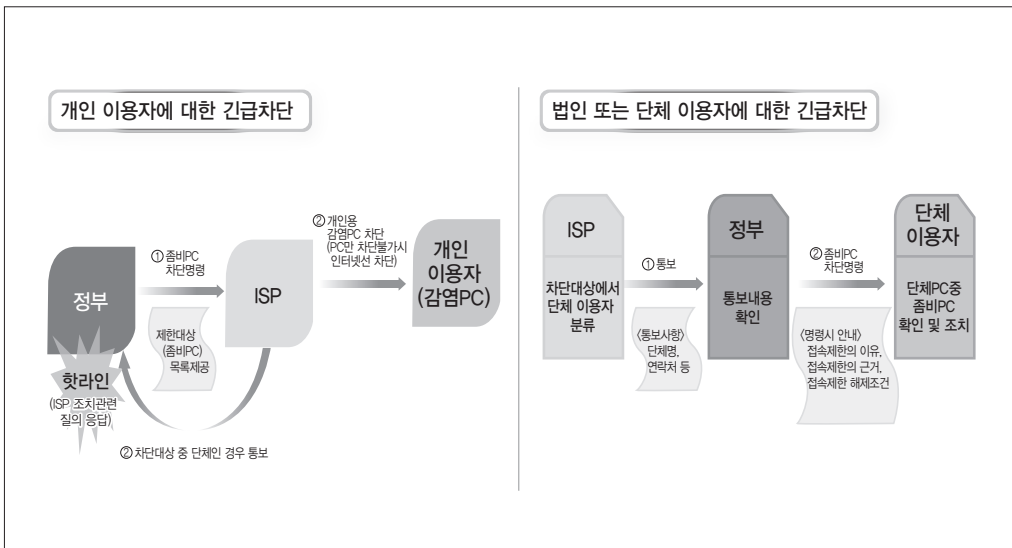 개인 이용자에 대한 긴급차단
정부
핫라인
(ISP 조치관련
질의 응답)
① 좀비PC
차단명령
제한대상
(좀비PC)
목록제공
ISP
② 개인용
감염PC 차단
(PC만 차단불가시
인터넷선 차단)
개인
이용자
(감염PC)
② 차단대상 중 단체인 경우 통보
법인 또는 단체 이용자에 대한 긴급차단
ISP
차단대상에서
단체 이용자
분류
① 통보
〈통보사항〉
단체명,
연락처 등
정부
통보내용
확인
② 좀비PC
차단명령
〈명령시 안내〉
접속제한의 이유,
접속제한의 근거,
접속제한 해제조건
단체
이용자
단체PC중
좀비PC
확인 및 조치